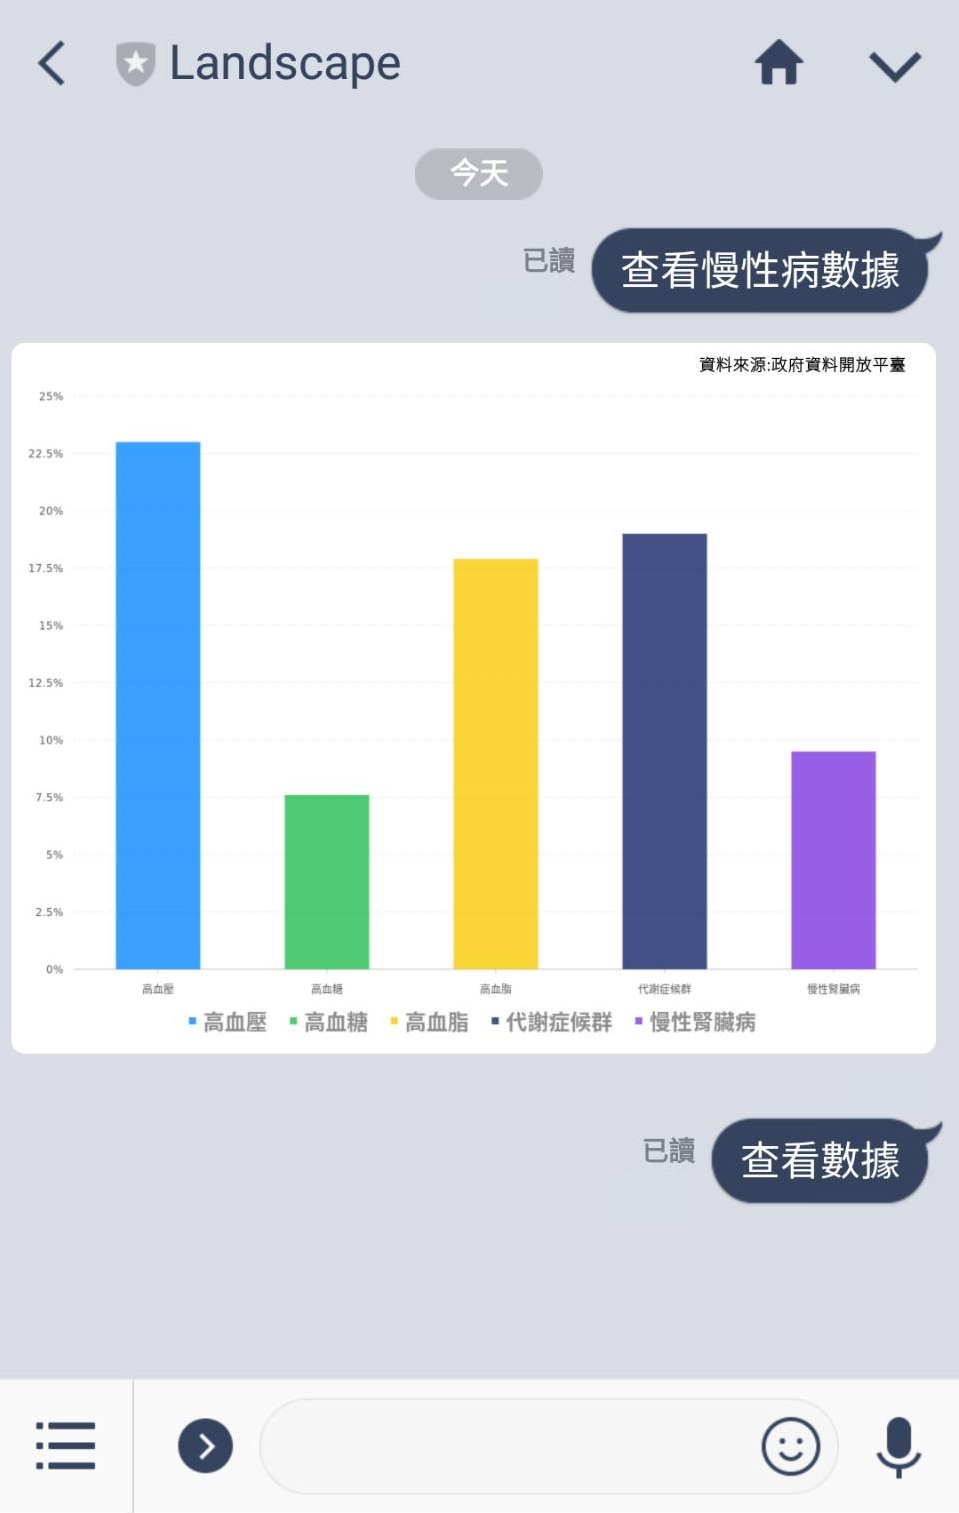 Landscape
今天
已讀
查看慢性病數據
資料來源:政府資料開放平臺
25%
22.5%
20%
17.5%
15%
12.5%
10%
7.5%
5%
2.5%
0%
高血壓 高血糖 高血脂 代謝症候群 慢性腎臟病
高血壓 高血糖 高血脂 代謝症候群 慢性腎臟病
已讀
查看數據